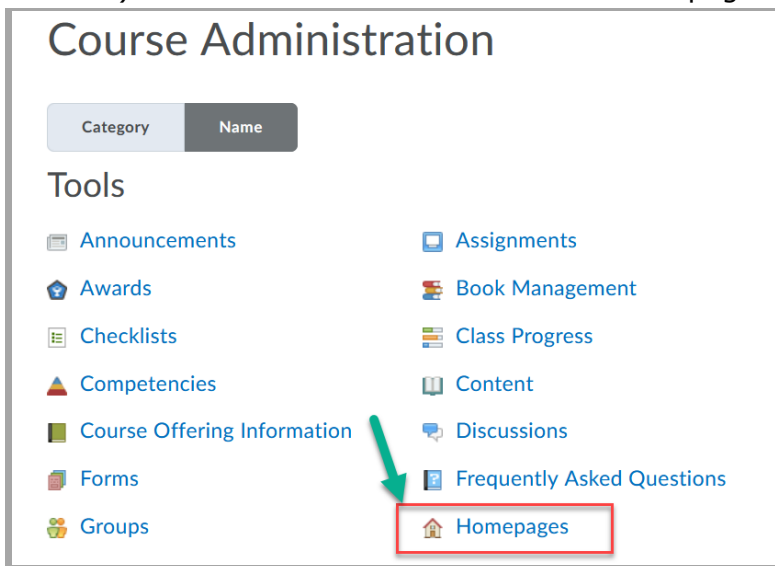 Course Administration
Category Name
Tools
Announcements Assignments
Awards Book Management
Checklists Class Progress
Competencies Content
Course Offering Information Discussions
Forms Frequently Asked Questions
Groups Homepages